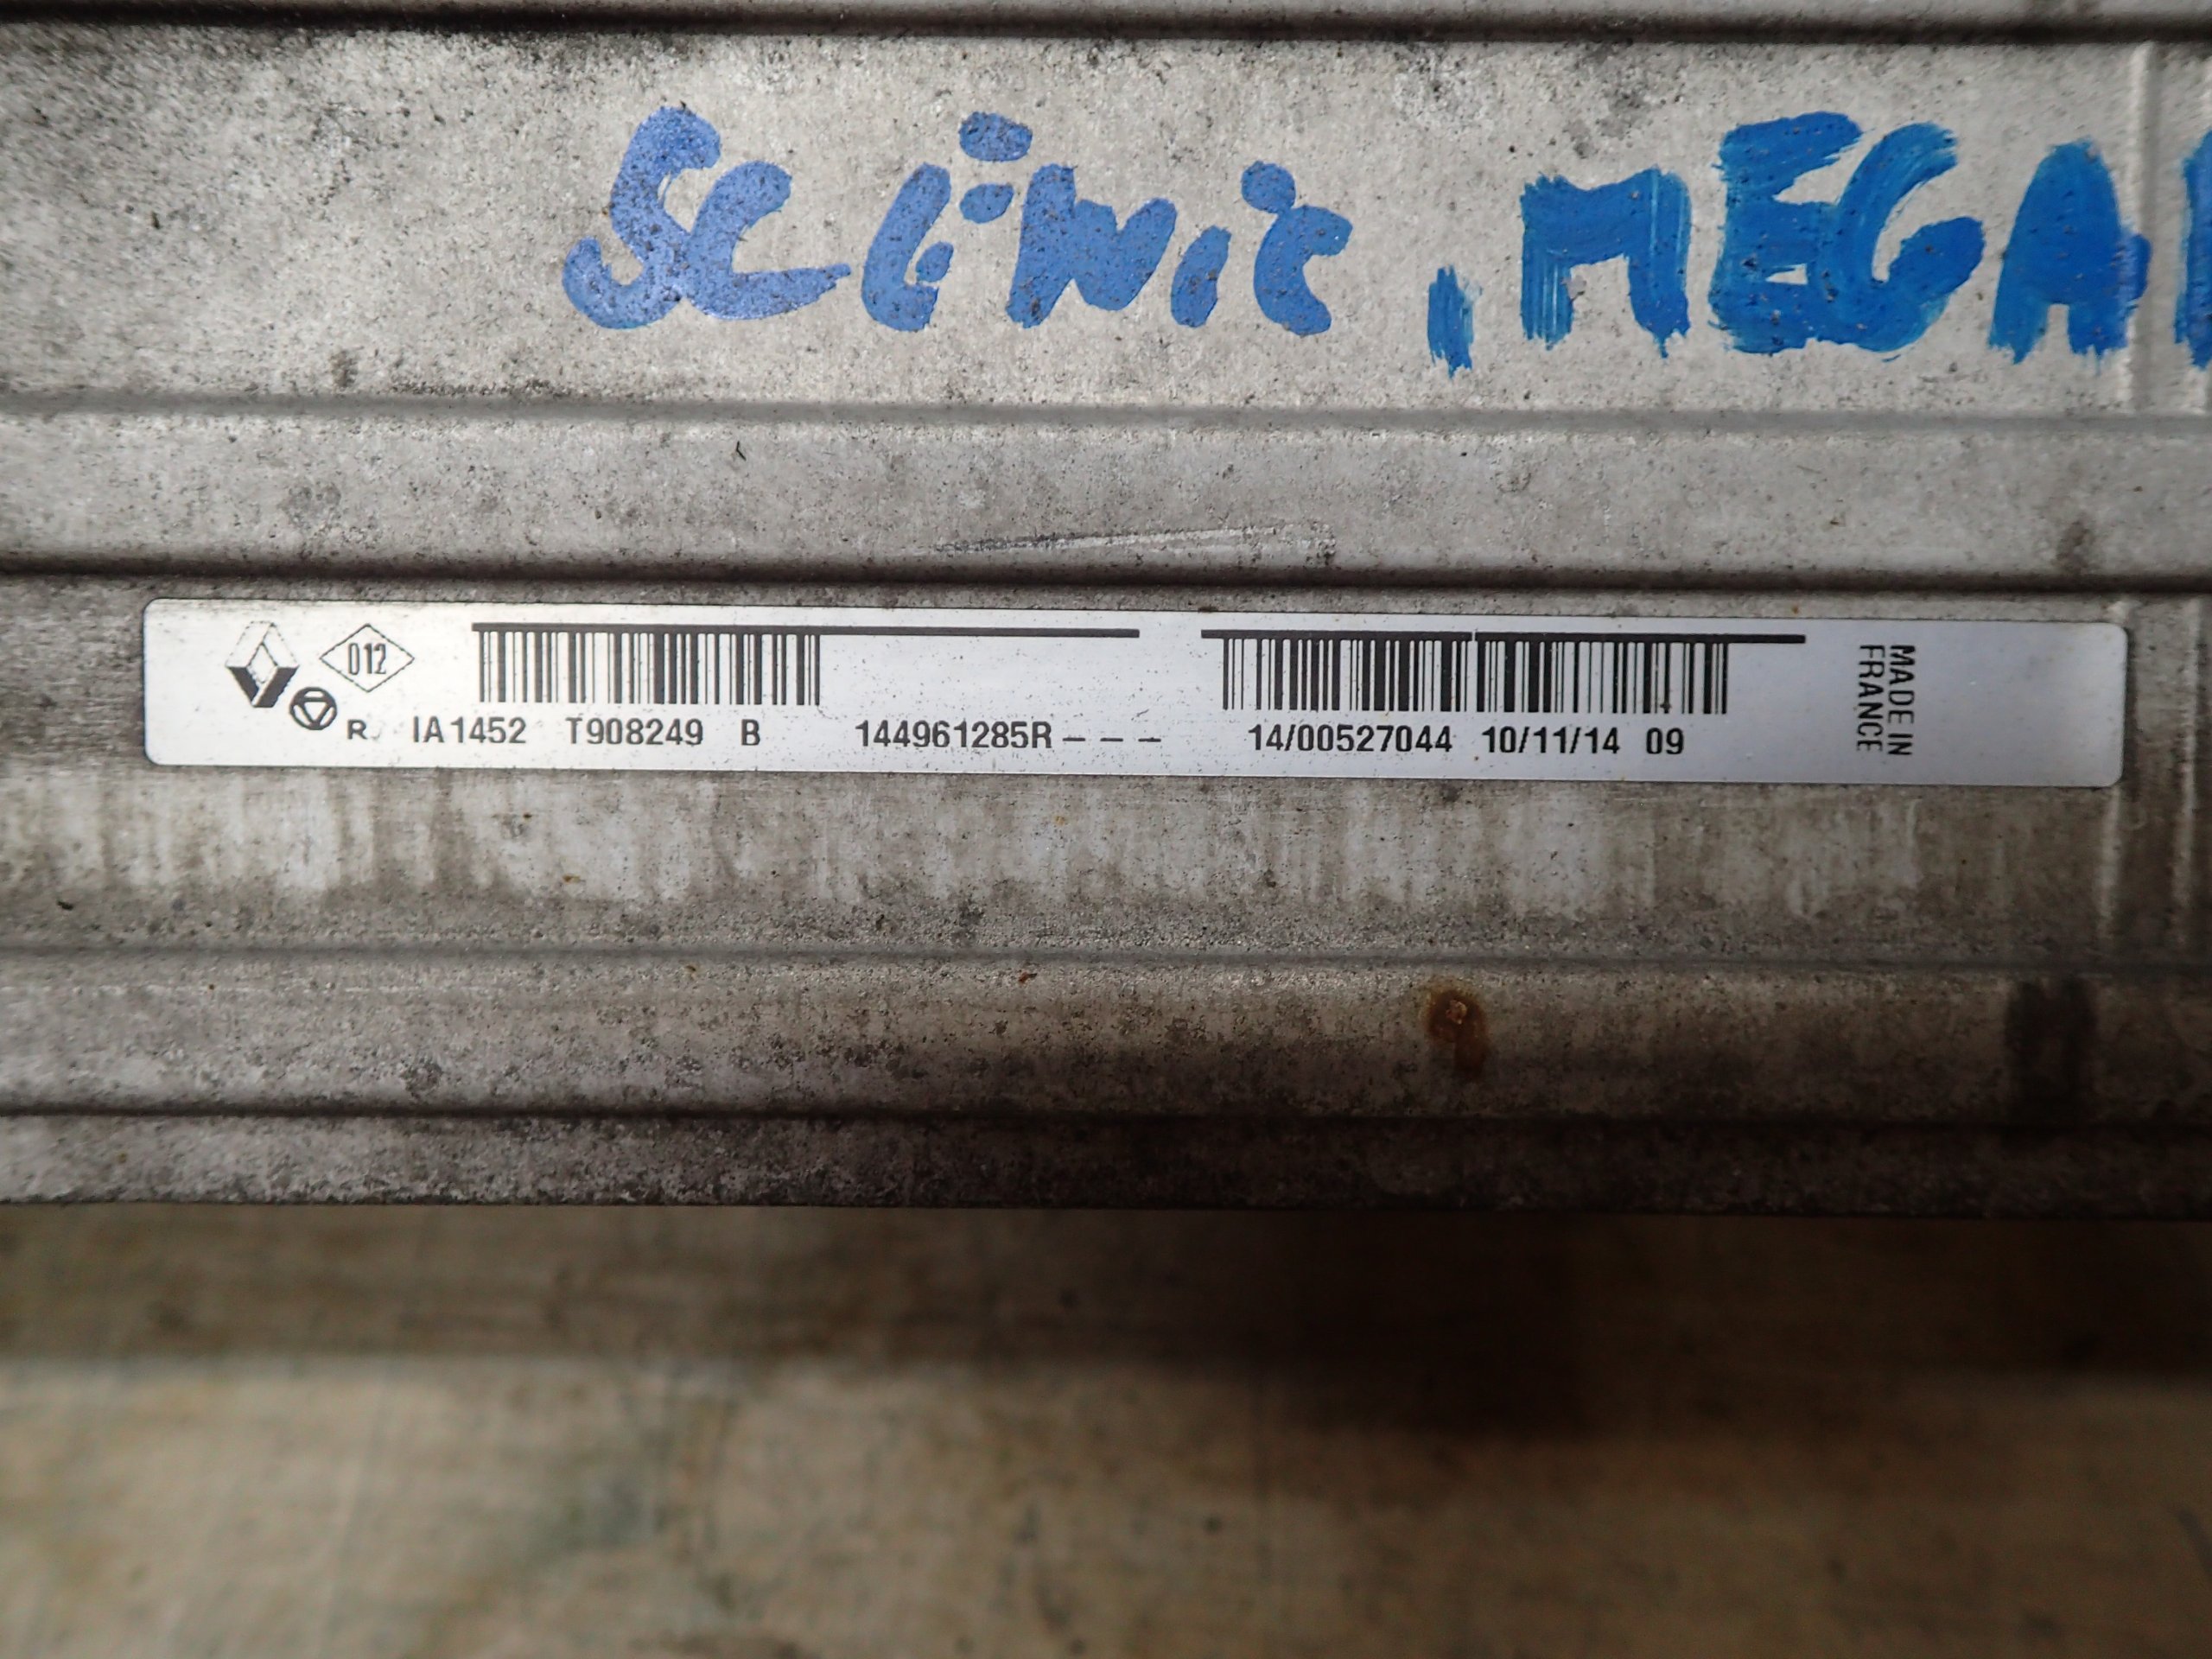 SCENIC, MEGA
012
R IA1452 T908249 B 144961285R--- 14/00527044 10/11/14 09
MADE IN
FRANCE